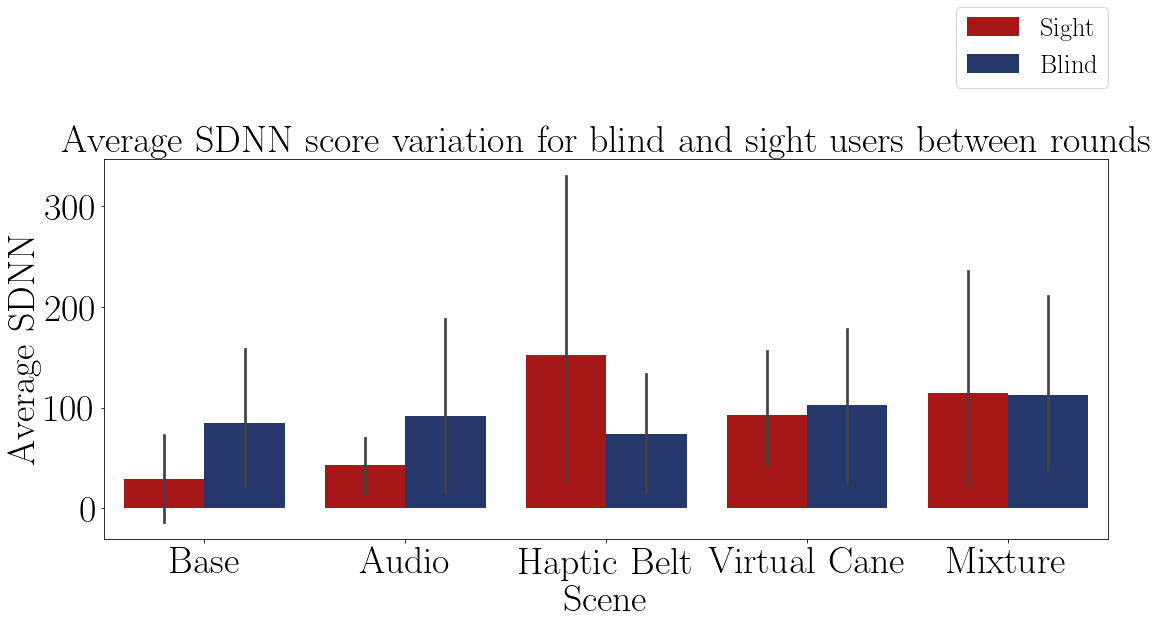 Sight
Blind
Average SDNN score variation for blind and sight users between rounds
Average SDNN
300
200
100
0
Base
Audio
Haptic Belt
Virtual Cane
Mixture
Scene